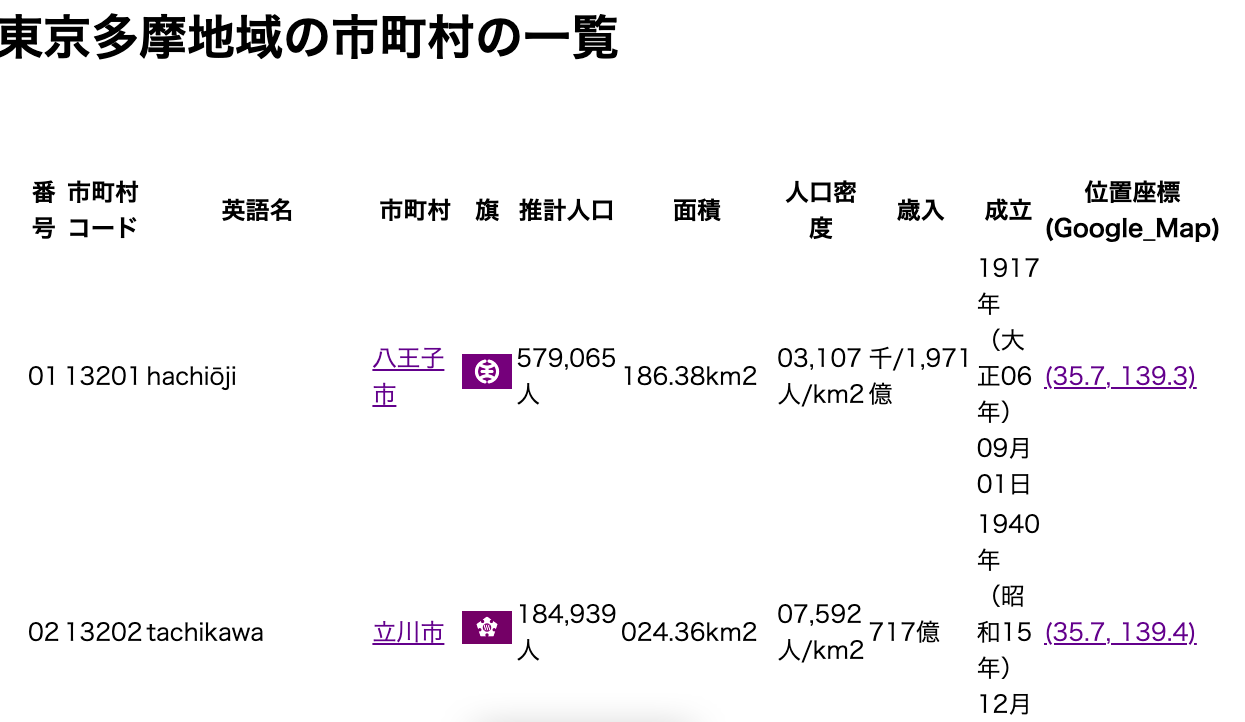 東京多摩地域の市町村の一覧
番号 市町村コード 英語名 市町村 旗 推計人口 面積 人口密度 歳入 成立 位置座標(Google_Map)
01 13201 hachiōji 八王子市 579,065人 186.38km2 03,107人/km2 千/1,971億 1917年（大正06年）09月01日 (35.7, 139.3)
02 13202 tachikawa 立川市 184,939人 024.36km2 07,592人/km2 717億 1940年（昭和15年）12月 (35.7, 139.4)